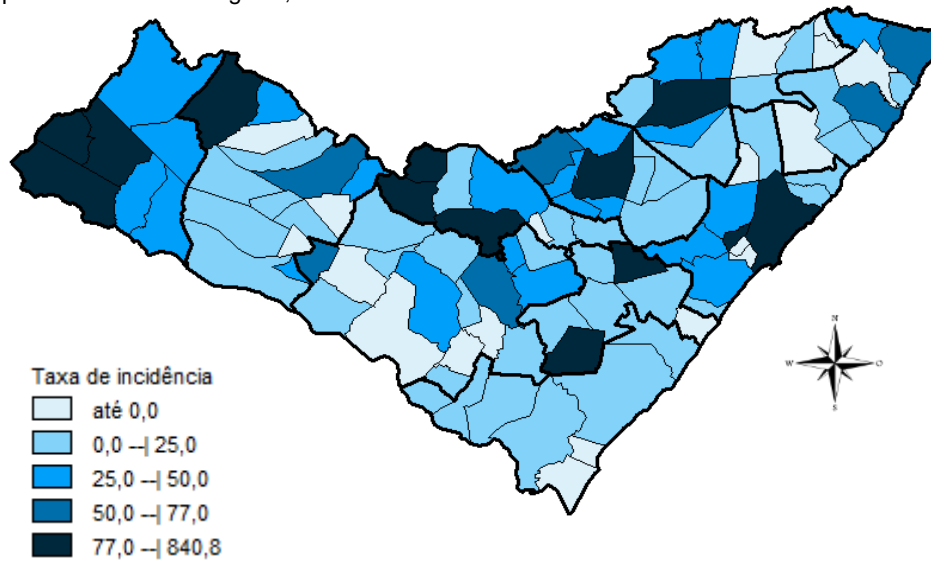 Taxa de incidência
até 0,0
0,0 --| 25,0
25,0 --| 50,0
50,0 --| 77,0
77,0 --| 840,8
N
W
O
S